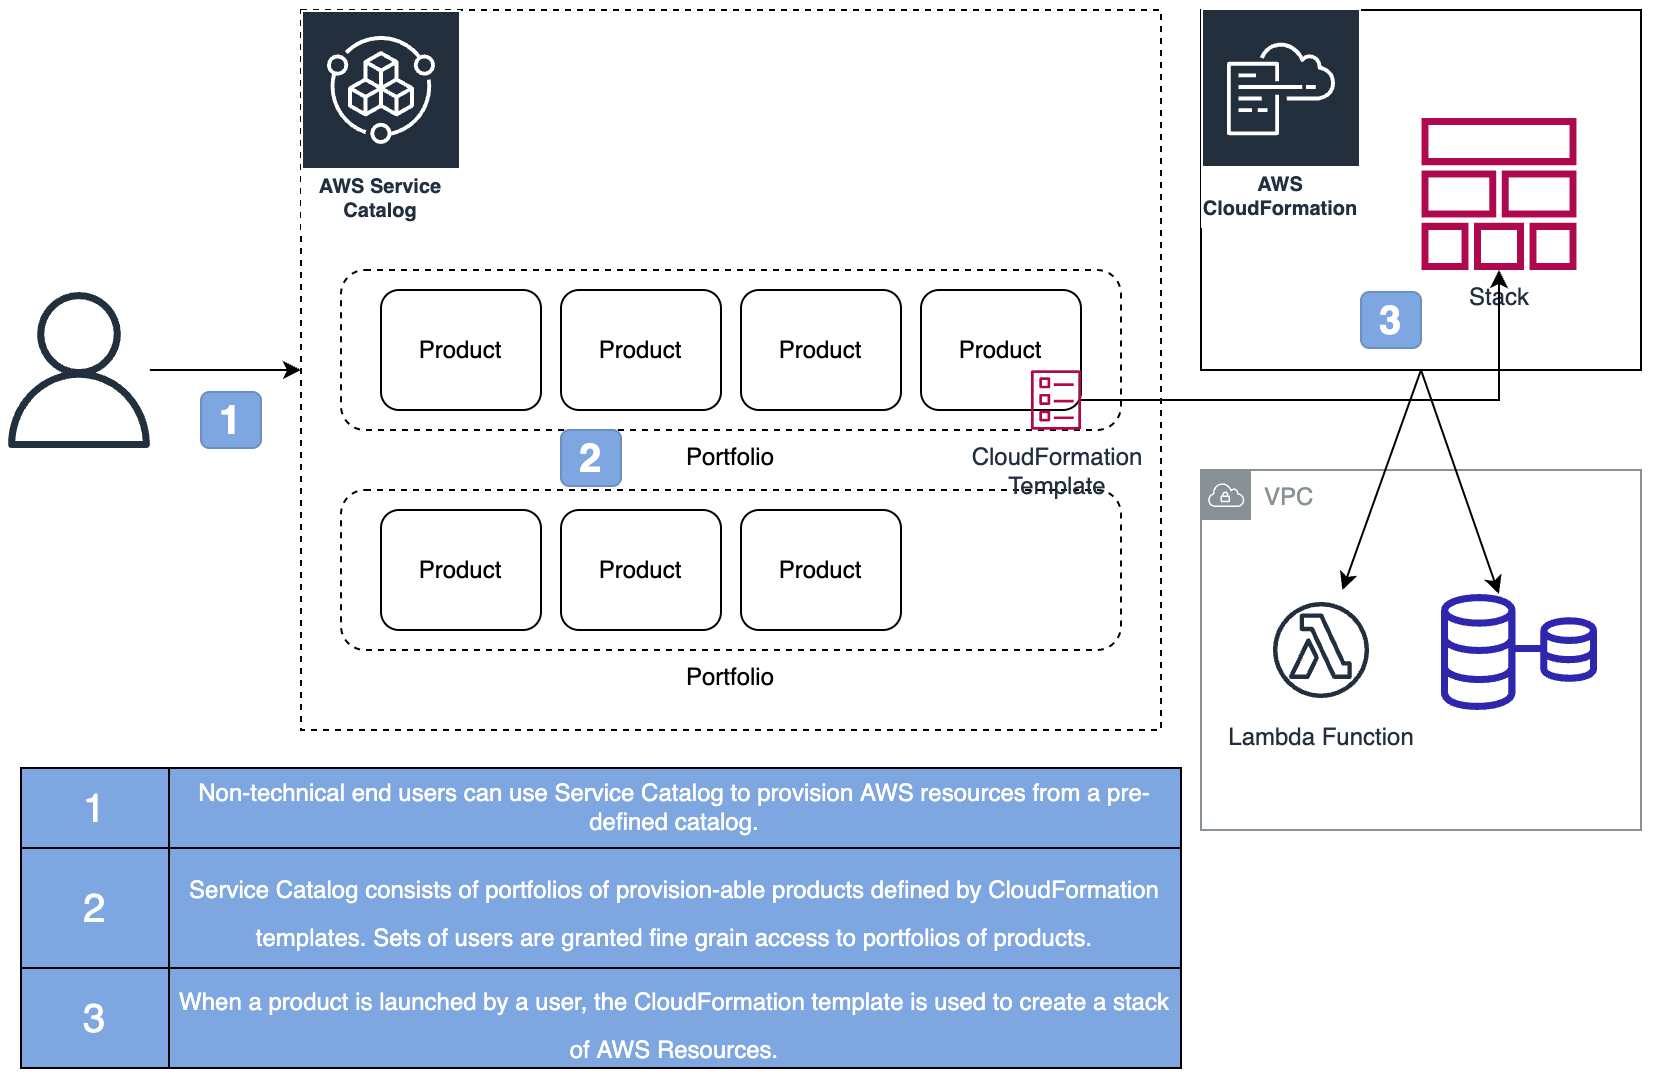 AWS Service
Catalog
AWS
CloudFormation
Stack
3
1
Product
Product
Product
Product
2
Portfolio
CloudFormation
Template
Product
Product
Product
Portfolio
VPC
Lambda Function
1
Non-technical end users can use Service Catalog to provision AWS resources from a pre-
defined catalog.
2
Service Catalog consists of portfolios of provision-able products defined by CloudFormation
templates. Sets of users are granted fine grain access to portfolios of products.
3
When a product is launched by a user, the CloudFormation template is used to create a stack
of AWS Resources.